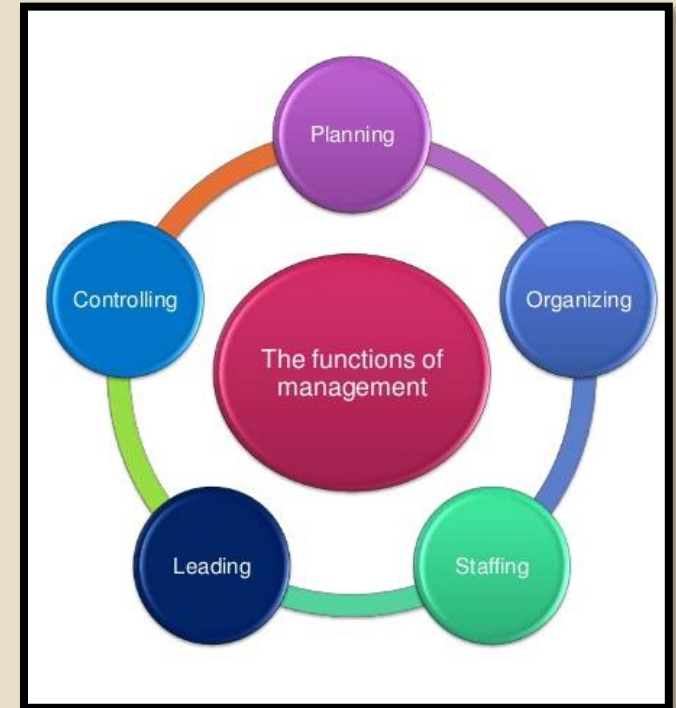 Planning
Organizing
Staffing
Leading
Controlling
The functions of
management